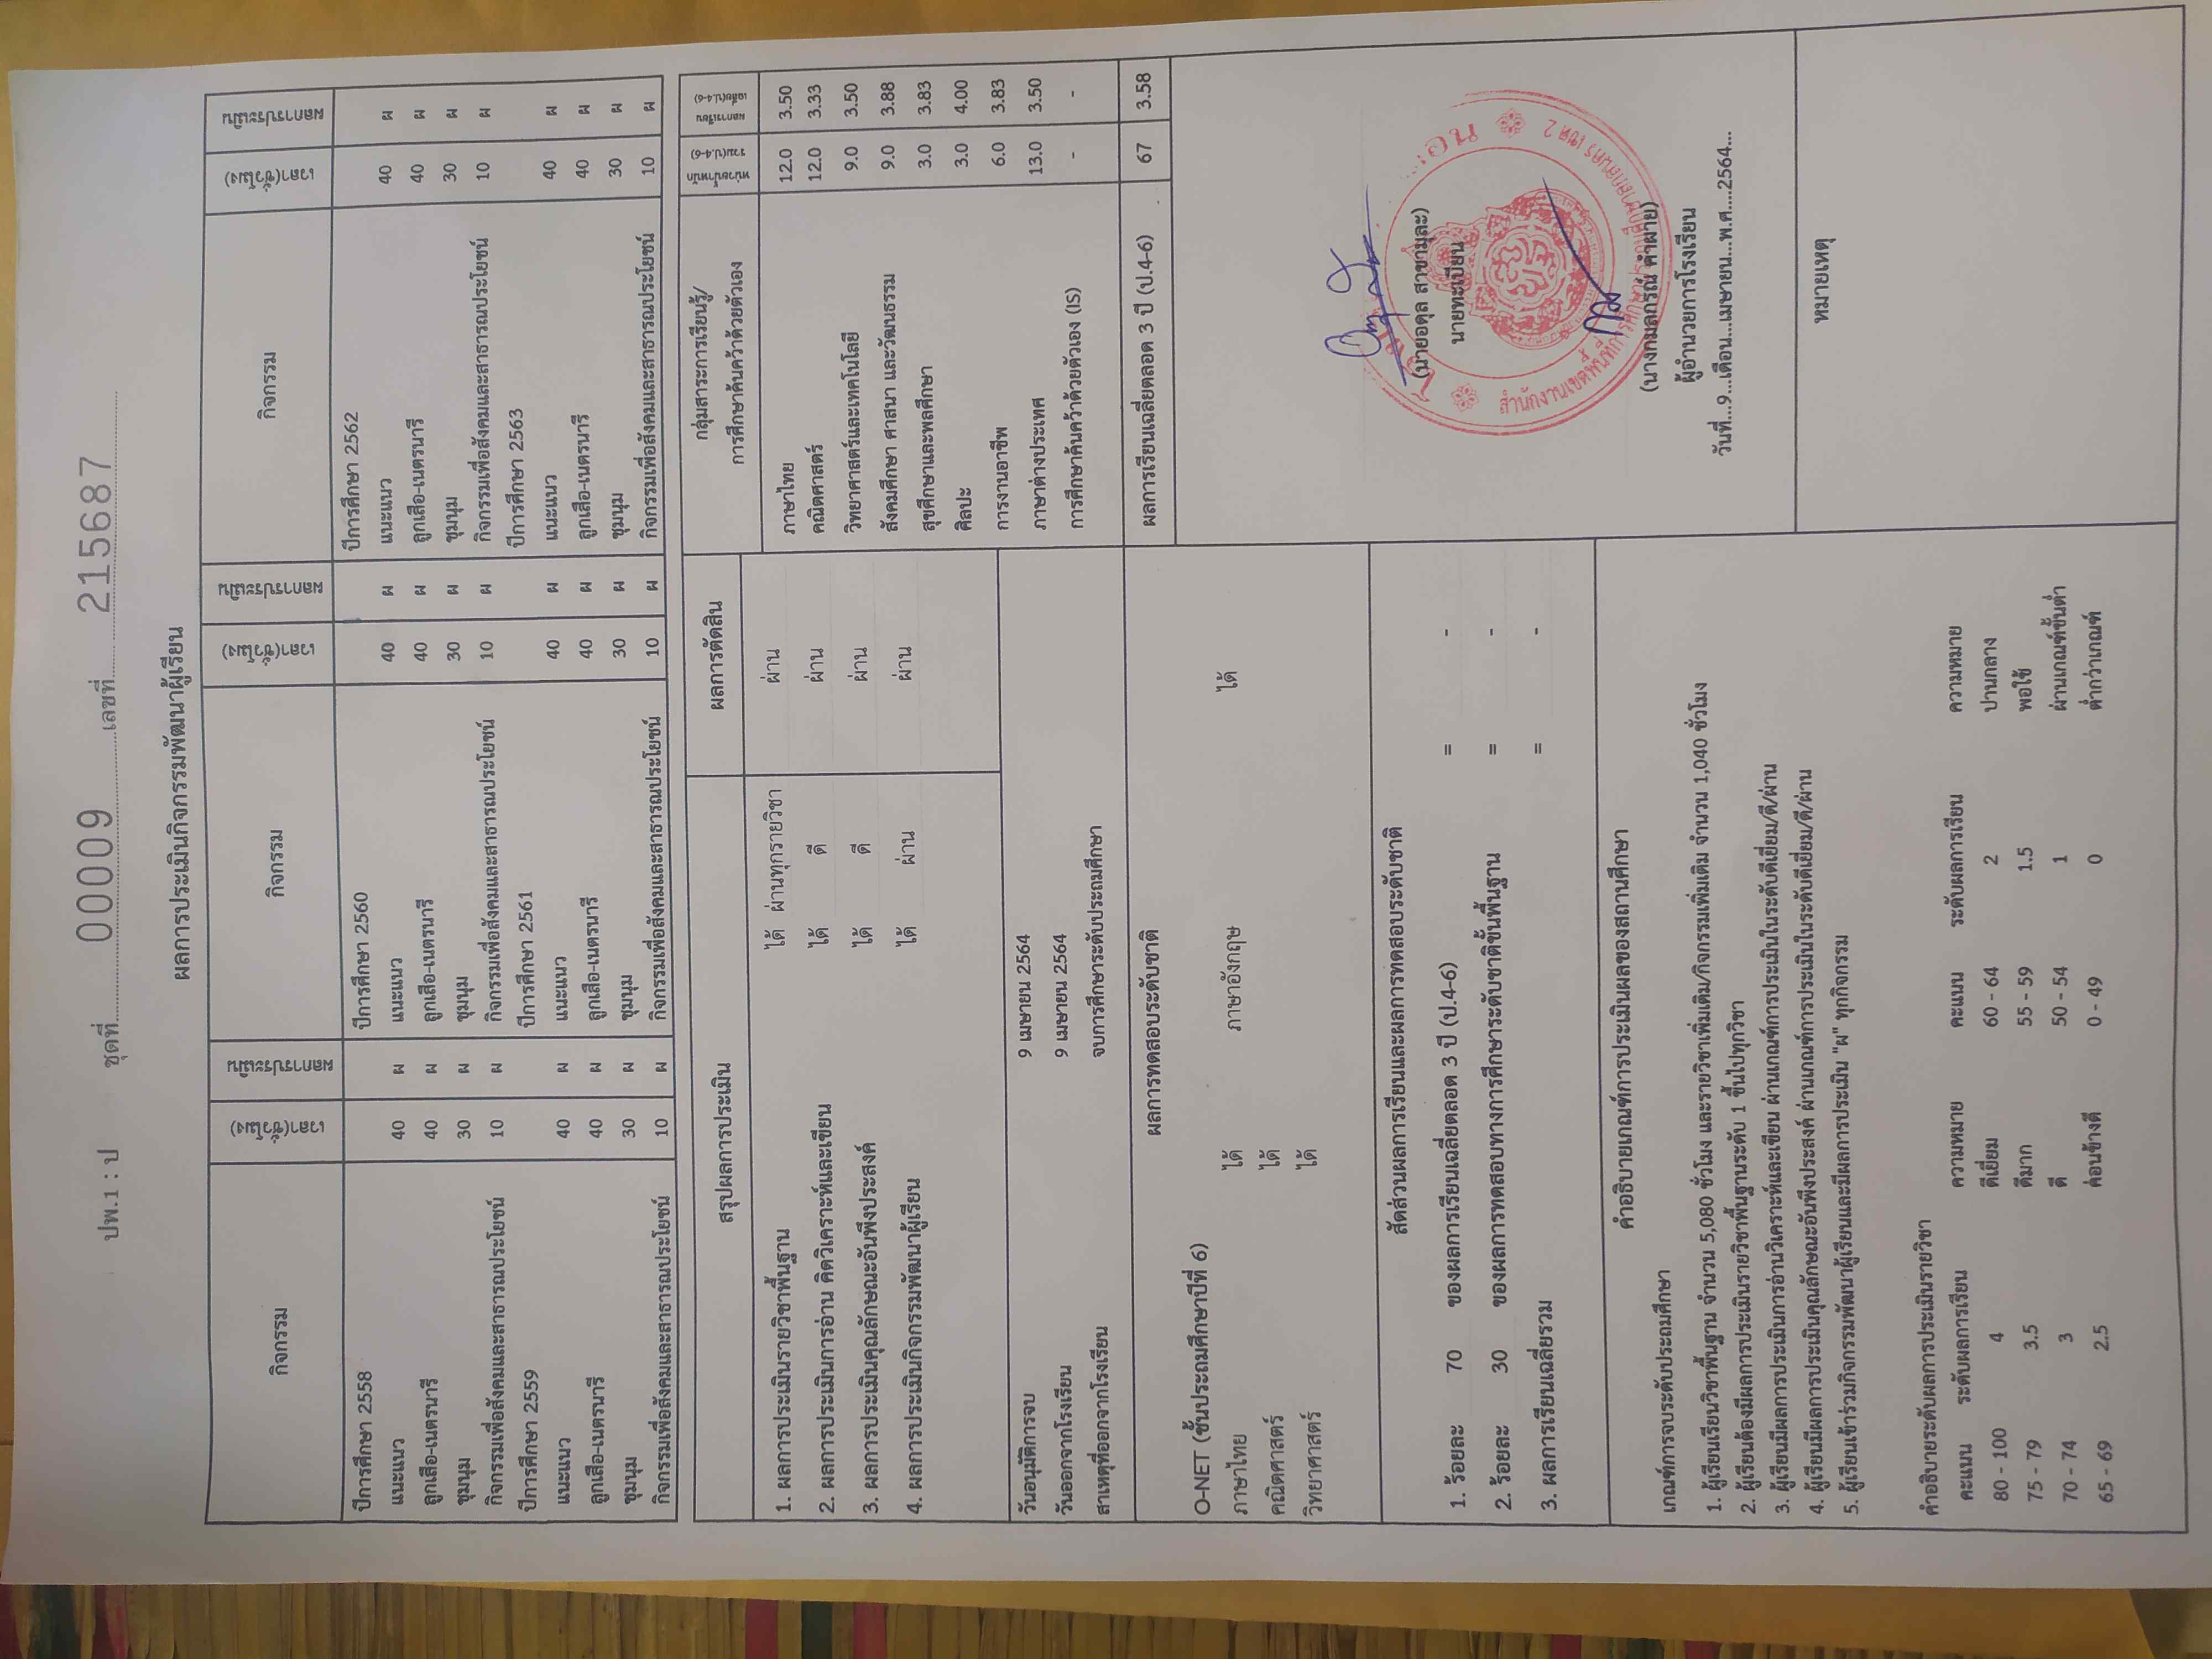 ปพ.1 : ป ชุดที่ 000009 เลขที่ 215687
ผลการประเมินกิจกรรมพัฒนาผู้เรียน
กิจกรรม เวลา(ชั่วโมง) ผลการประเมิน
ปีการศึกษา 2558
แนะแนว 40 ผ
ลูกเสือ-เนตรนารี 40 ผ
ชุมนุม 30 ผ
กิจกรรมเพื่อสังคมและสาธารณประโยชน์ 10 ผ
ปีการศึกษา 2559
แนะแนว 40 ผ
ลูกเสือ-เนตรนารี 40 ผ
ชุมนุม 30 ผ
กิจกรรมเพื่อสังคมและสาธารณประโยชน์ 10 ผ
กิจกรรม เวลา(ชั่วโมง) ผลการประเมิน
ปีการศึกษา 2560
แนะแนว 40 ผ
ลูกเสือ-เนตรนารี 40 ผ
ชุมนุม 30 ผ
กิจกรรมเพื่อสังคมและสาธารณประโยชน์ 10 ผ
ปีการศึกษา 2561
แนะแนว 40 ผ
ลูกเสือ-เนตรนารี 40 ผ
ชุมนุม 30 ผ
กิจกรรมเพื่อสังคมและสาธารณประโยชน์ 10 ผ
กิจกรรม เวลา(ชั่วโมง) ผลการประเมิน
ปีการศึกษา 2562
แนะแนว 40 ผ
ลูกเสือ-เนตรนารี 40 ผ
ชุมนุม 30 ผ
กิจกรรมเพื่อสังคมและสาธารณประโยชน์ 10 ผ
ปีการศึกษา 2563
แนะแนว 40 ผ
ลูกเสือ-เนตรนารี 40 ผ
ชุมนุม 30 ผ
กิจกรรมเพื่อสังคมและสาธารณประโยชน์ 10 ผ
สรุปผลการประเมิน ผลการตัดสิน
1. ผลการประเมินรายวิชาพื้นฐาน ได้ ผ่านทุกรายวิชา ผ่าน
2. ผลการประเมินการอ่าน คิดวิเคราะห์และเขียน ได้ ดี ผ่าน
3. ผลการประเมินคุณลักษณะอันพึงประสงค์ ได้ ดี ผ่าน
4. ผลการประเมินกิจกรรมพัฒนาผู้เรียน ได้ ผ่าน ผ่าน
วันอนุมัติการจบ 9 เมษายน 2564
วันออกจากโรงเรียน 9 เมษายน 2564
สาเหตุที่ออกจากโรงเรียน จบการศึกษาระดับประถมศึกษา
ผลการทดสอบระดับชาติ
O-NET (ชั้นประถมศึกษาปีที่ 6)
ภาษาไทย ได้ ภาษาอังกฤษ ได้
คณิตศาสตร์ ได้
วิทยาศาสตร์ ได้
สัดส่วนผลการเรียนและผลการทดสอบระดับชาติ
1. ร้อยละ 70 ของผลการเรียนเฉลี่ยตลอด 3 ปี (ป.4-6) = -
2. ร้อยละ 30 ของผลการทดสอบทางการศึกษาระดับชาติขั้นพื้นฐาน = -
3. ผลการเรียนเฉลี่ยรวม = -
คำอธิบายเกณฑ์การประเมินผลของสถานศึกษา
เกณฑ์การจบระดับประถมศึกษา
1. ผู้เรียนเรียนวิชาพื้นฐาน จำนวน 5,080 ชั่วโมง และรายวิชาเพิ่มเติม/กิจกรรมเพิ่มเติม จำนวน 1,040 ชั่วโมง
2. ผู้เรียนต้องมีผลการประเมินรายวิชาพื้นฐานระดับ 1 ขึ้นไปทุกวิชา
3. ผู้เรียนมีผลการประเมินการอ่านวิเคราะห์และเขียน ผ่านเกณฑ์การประเมินในระดับดีเยี่ยม/ดี/ผ่าน
4. ผู้เรียนมีผลการประเมินคุณลักษณะอันพึงประสงค์ ผ่านเกณฑ์การประเมินในระดับดีเยี่ยม/ดี/ผ่าน
5. ผู้เรียนเข้าร่วมกิจกรรมพัฒนาผู้เรียนและมีผลการประเมิน "ผ" ทุกกิจกรรม
คำอธิบายระดับผลการประเมินรายวิชา
คะแนน ระดับผลการเรียน ความหมาย คะแนน ระดับผลการเรียน ความหมาย
80 - 100 4 ดีเยี่ยม 60 - 64 2 ปานกลาง
75 - 79 3.5 ดีมาก 55 - 59 1.5 พอใช้
70 - 74 3 ดี 50 - 54 1 ผ่านเกณฑ์ขั้นต่ำ
65 - 69 2.5 ค่อนข้างดี 0 - 49 0 ต่ำกว่าเกณฑ์
กลุ่มสาระการเรียนรู้/ หน่วยน้ำหนัก ผลการเรียน
การศึกษาค้นคว้าด้วยตัวเอง รวม(ป.4-6) เฉลี่ย(ป.4-6)
ภาษาไทย 12.0 3.50
คณิตศาสตร์ 12.0 3.33
วิทยาศาสตร์และเทคโนโลยี 9.0 3.50
สังคมศึกษา ศาสนา และวัฒนธรรม 9.0 3.88
สุขศึกษาและพลศึกษา 3.0 3.83
ศิลปะ 3.0 4.00
การงานอาชีพ 6.0 3.83
ภาษาต่างประเทศ 13.0 3.50
การศึกษาค้นคว้าด้วยตัวเอง (IS) - -
ผลการเรียนเฉลี่ยตลอด 3 ปี (ป.4-6) 67 3.58
(นายอดุล สาขามุละ)
นายทะเบียน
(นางกมลภรณ์ คำผาย)
ผู้อำนวยการโรงเรียน
วันที่...9...เดือน...เมษายน...พ.ศ....2564...
หมายเหตุ